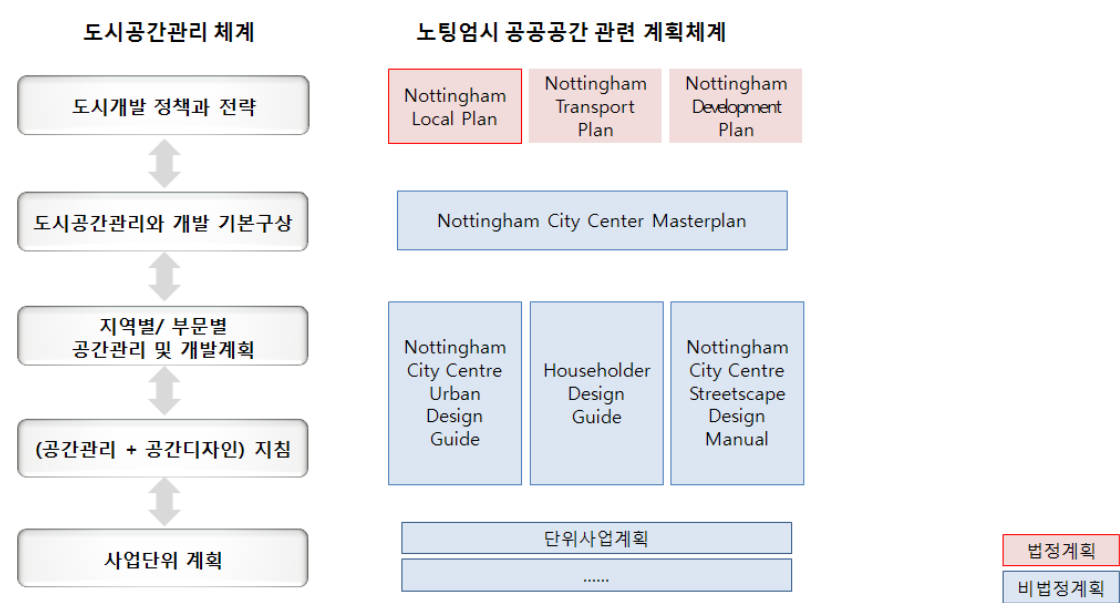 도시공간관리 체계
노팅엄시 공공공간 관련 계획체계
도시개발 정책과 전략
Nottingham
Local Plan
Nottingham
Transport
Plan
Nottingham
Development
Plan
도시공간관리와 개발 기본구상
Nottingham City Center Masterplan
지역별/ 부문별
공간관리 및 개발계획
(공간관리 + 공간디자인) 지침
Nottingham
City Centre
Urban
Design
Guide
Householder
Design
Guide
Nottingham
City Centre
Streetscape
Design
Manual
사업단위 계획
단위사업계획
......
법정계획
비법정계획